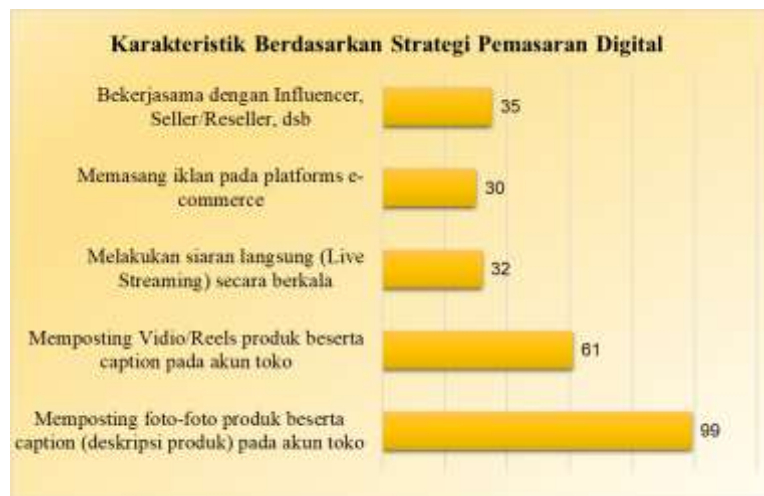 Karakteristik Berdasarkan Strategi Pemasaran Digital
Bekerjasama dengan Influencer,
Seller/Reseller, dsb
35
Memasang iklan pada platforms e-
commerce
30
Melakukan siaran langsung (Live
Streaming) secara berkala
32
Memposting Vidio/Reels produk beserta
caption pada akun toko
61
Memposting foto-foto produk beserta
caption (deskripsi produk) pada akun toko
99